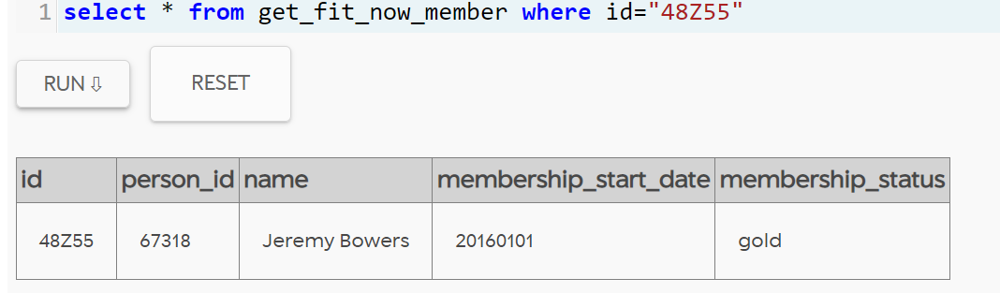 1 select * from get_fit_now_member where id="48Z55"
RUN ⇩ RESET
id person_id name membership_start_date membership_status
48Z55 67318 Jeremy Bowers 20160101 gold